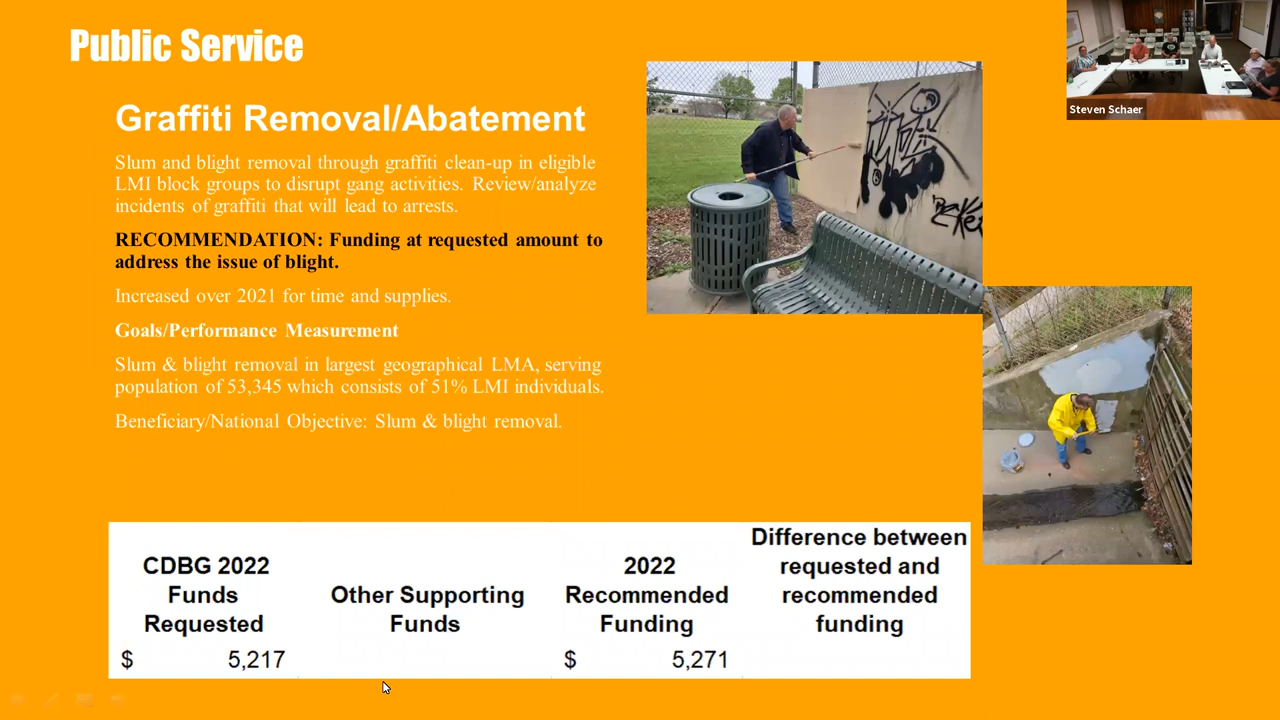 Public Service
Graffiti Removal/Abatement
Slum and blight removal through graffiti clean-up in eligible
LMI block groups to disrupt gang activities. Review/analyze
incidents of graffiti that will lead to arrests.
RECOMMENDATION: Funding at requested amount to
address the issue of blight.
Increased over 2021 for time and supplies.
Goals/Performance Measurement
Slum & blight removal in largest geographical LMA, serving
population of 53,345 which consists of 51% LMI individuals.
Beneficiary/National Objective: Slum & blight removal.
Steven Schaer
CDBG 2022
Funds
Requested
Other Supporting
Funds
2022
Recommended
Funding
Difference between
requested and
recommended
funding
$ 5,217
$ 5,271